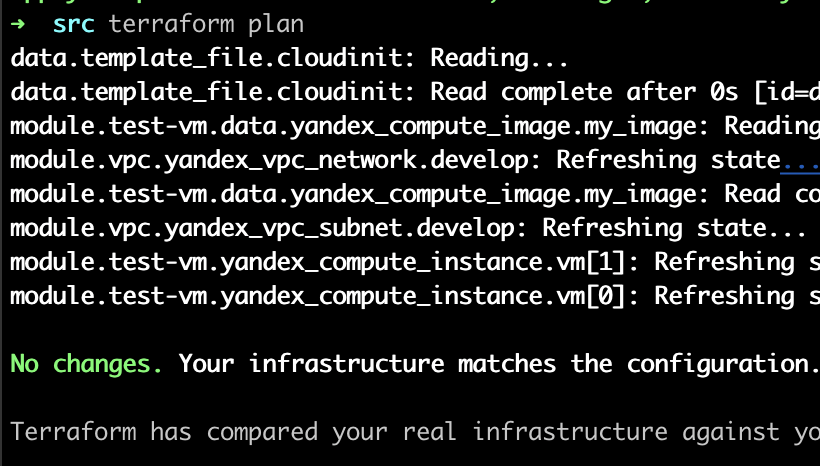 → src terraform plan
data.template_file.cloudinit: Reading...
data.template_file.cloudinit: Read complete after 0s [id=d
module.test-vm.data.yandex_compute_image.my_image: Reading
module.vpc.yandex_vpc_network.develop: Refreshing state...
module.test-vm.data.yandex_compute_image.my_image: Read co
module.vpc.yandex_vpc_subnet.develop: Refreshing state...
module.test-vm.yandex_compute_instance.vm[1]: Refreshing s
module.test-vm.yandex_compute_instance.vm[0]: Refreshing s
No changes. Your infrastructure matches the configuration.
Terraform has compared your real infrastructure against yo